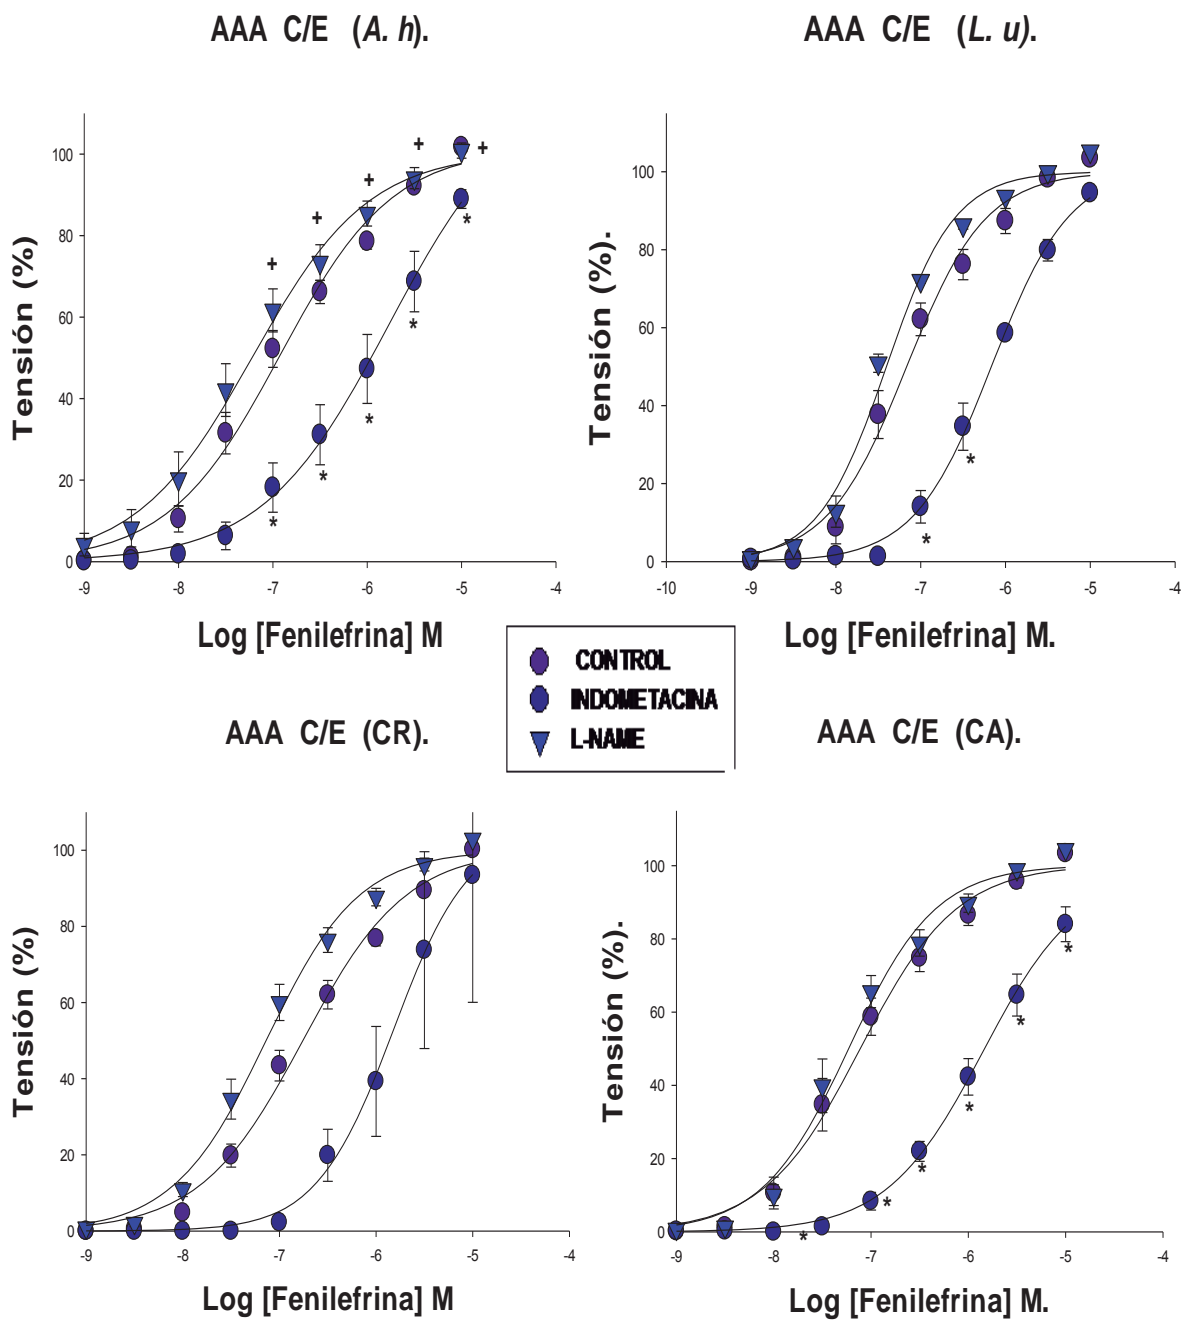 AAA C/E (A. h).
Tensión (%)
100
80
60
40
20
0
-9 -8 -7 -6 -5 -4
+ + + + +
* * * * *
Log [Fenilefrina] M
AAA C/E (L. u).
Tensión (%).
100
80
60
40
20
0
-10 -9 -8 -7 -6 -5 -4
* *
Log [Fenilefrina] M.
CONTROL
INDOMETACINA
L-NAME
AAA C/E (CR).
Tensión (%)
100
80
60
40
20
0
-9 -8 -7 -6 -5 -4
Log [Fenilefrina] M
AAA C/E (CA).
Tensión (%).
100
80
60
40
20
0
-9 -8 -7 -6 -5 -4
* * * * * *
Log [Fenilefrina] M.